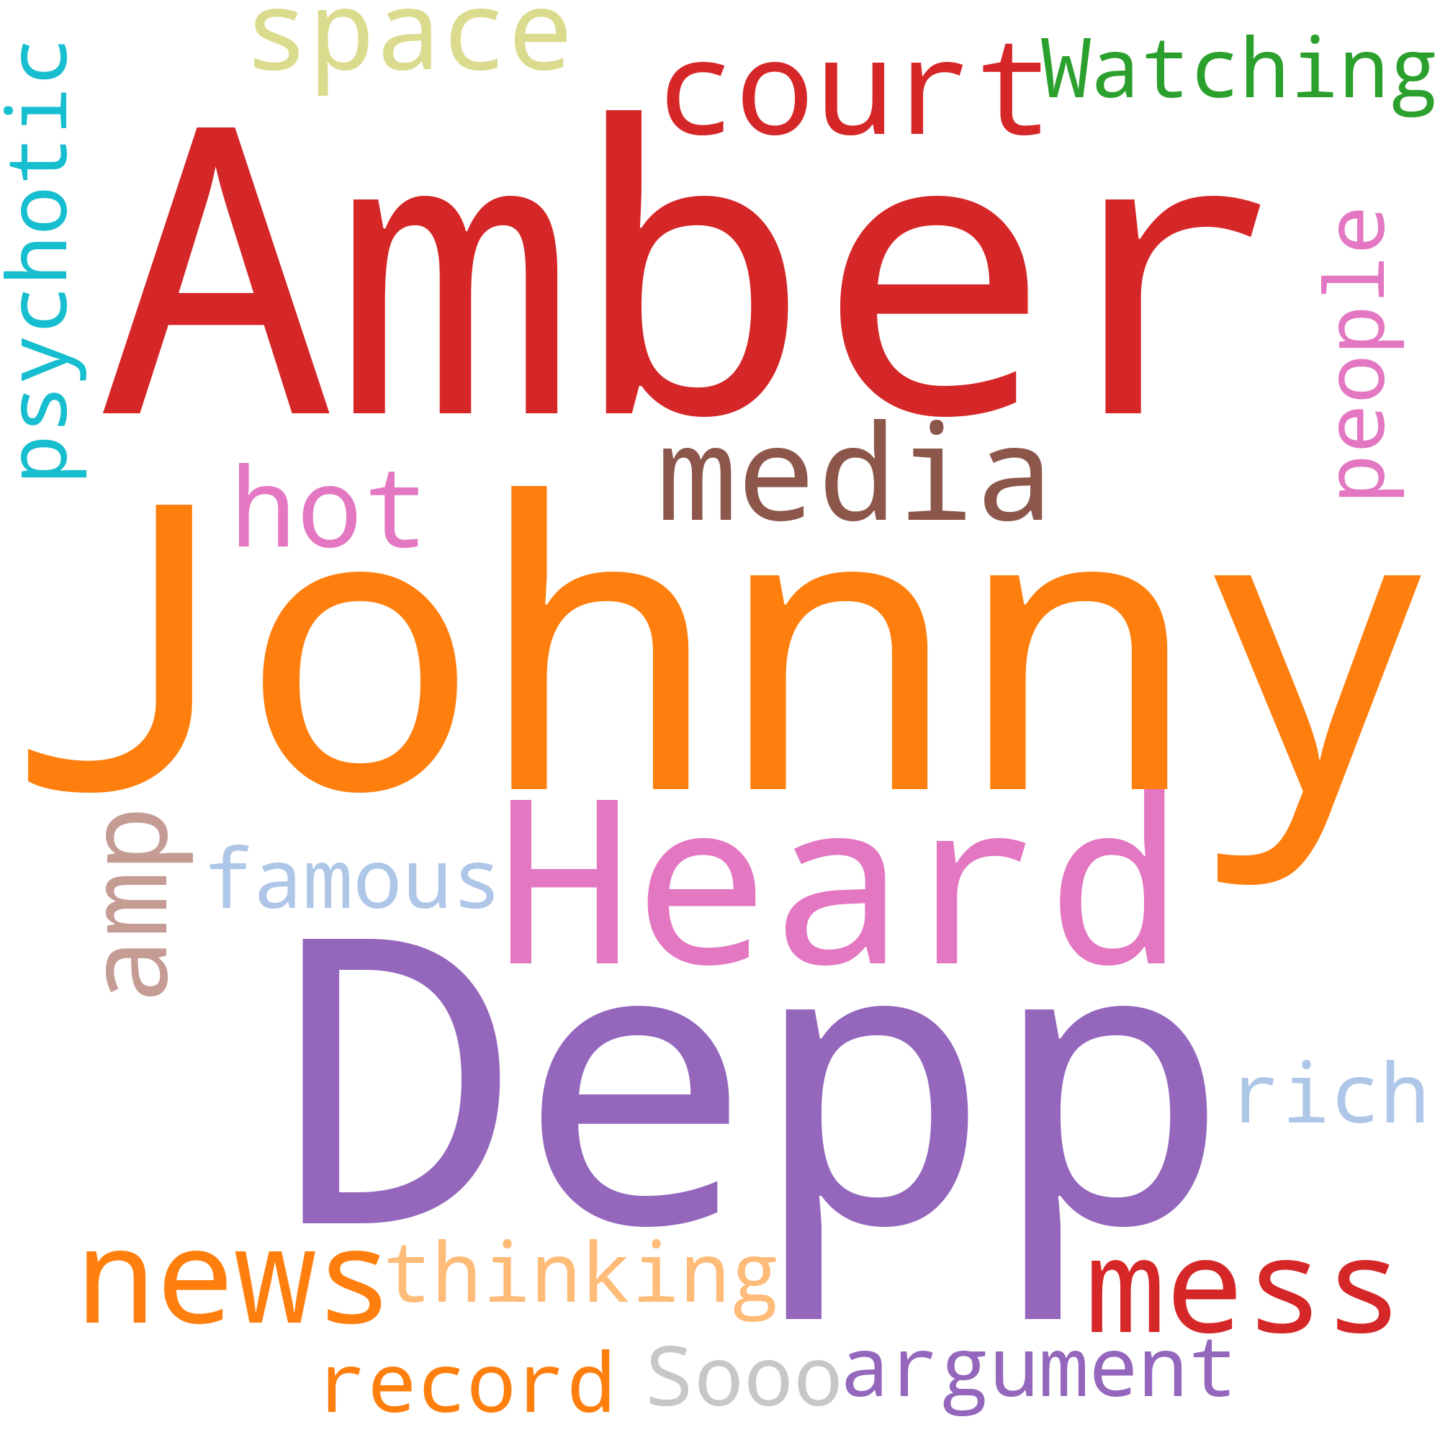 space
court
Watching
psychotic
Amber
people
media
hot
Johnny
Heard
amp
famous
Depp
rich
news
thinking
mess
record
Sooo
argument